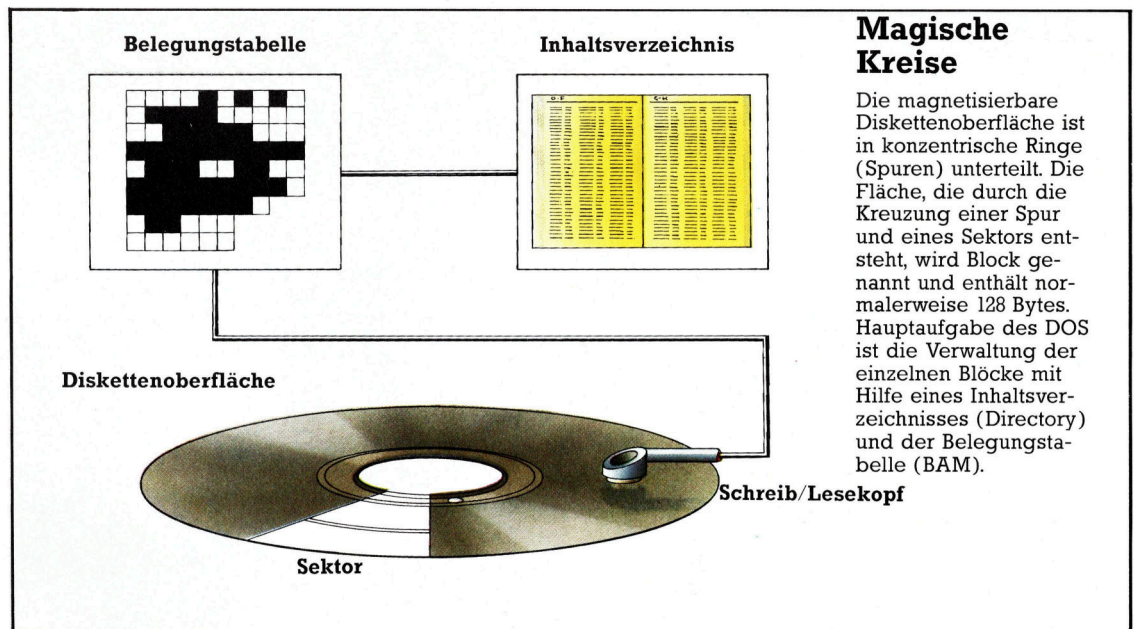 Belegungstabelle
Inhaltsverzeichnis
D-F
G-H
Diskettenoberfläche
Schreib/Lesekopf
Sektor
Magische
Kreise
Die magnetisierbare
Diskettenoberfläche ist
in konzentrische Ringe
(Spuren) unterteilt. Die
Fläche, die durch die
Kreuzung einer Spur
und eines Sektors ent-
steht, wird Block ge-
nannt und enthält nor-
malerweise 128 Bytes.
Hauptaufgabe des DOS
ist die Verwaltung der
einzelnen Blöcke mit
Hilfe eines Inhaltsver-
zeichnisses (Directory)
und der Belegungsta-
belle (BAM).